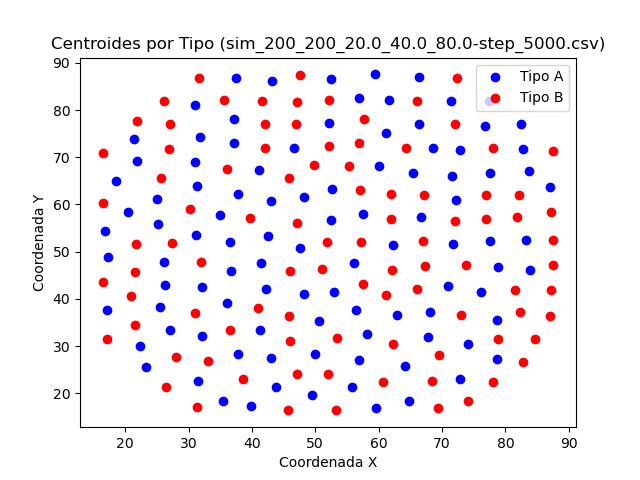 Centroides por Tipo (sim_200_200_20.0_40.0_80.0-step_5000.csv)
Tipo A
Tipo B
90
80
70
60
50
40
30
20
Coordenada Y
20 30 40 50 60 70 80 90
Coordenada X